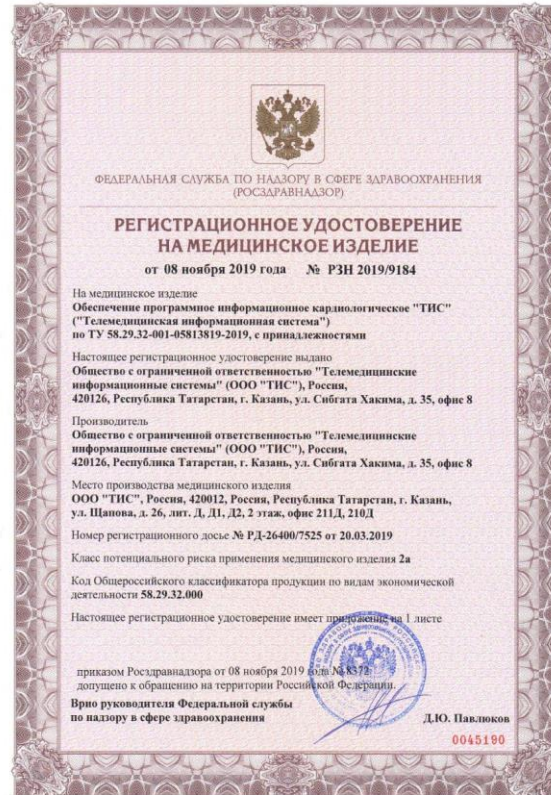 ФЕДЕРАЛЬНАЯ СЛУЖБА ПО НАДЗОРУ В СФЕРЕ ЗДРАВООХРАНЕНИЯ
(РОСЗДРАВНАДЗОР)
РЕГИСТРАЦИОННОЕ УДОСТОВЕРЕНИЕ
НА МЕДИЦИНСКОЕ ИЗДЕЛИЕ
от 08 ноября 2019 года № РЗН 2019/9184
На медицинское изделие
Обеспечение программное информационное кардиологическое "ТИС"
("Телемедицинская информационная система")
по ТУ 58.29.32-001-05813819-2019, с принадлежностями
Настоящее регистрационное удостоверение выдано
Общество с ограниченной ответственностью "Телемедицинские
информационные системы" (ООО "ТИС"), Россия,
420126, Республика Татарстан, г. Казань, ул. Сибгата Хакима, д. 35, офис 8
Производитель
Общество с ограниченной ответственностью "Телемедицинские
информационные системы" (ООО "ТИС"), Россия,
420126, Республика Татарстан, г. Казань, ул. Сибгата Хакима, д. 35, офис 8
Место производства медицинского изделия
ООО "ТИС", Россия, 420012, Россия, Республика Татарстан, г. Казань,
ул. Щапова, д. 26, лит. Д, Д1, Д2, 2 этаж, офис 211Д, 210Д
Номер регистрационного досье № РД-26400/7525 от 20.03.2019
Класс потенциального риска применения медицинского изделия 2а
Код Общероссийского классификатора продукции по видам экономической
деятельности 58.29.32.000
Настоящее регистрационное удостоверение имеет приложение на 1 листе
приказом Росздравнадзора от 08 ноября 2019 года № 8372
допущено к обращению на территории Российской Федерации.
Врио руководителя Федеральной службы
по надзору в сфере здравоохранения
Д.Ю. Павлюков
0045190